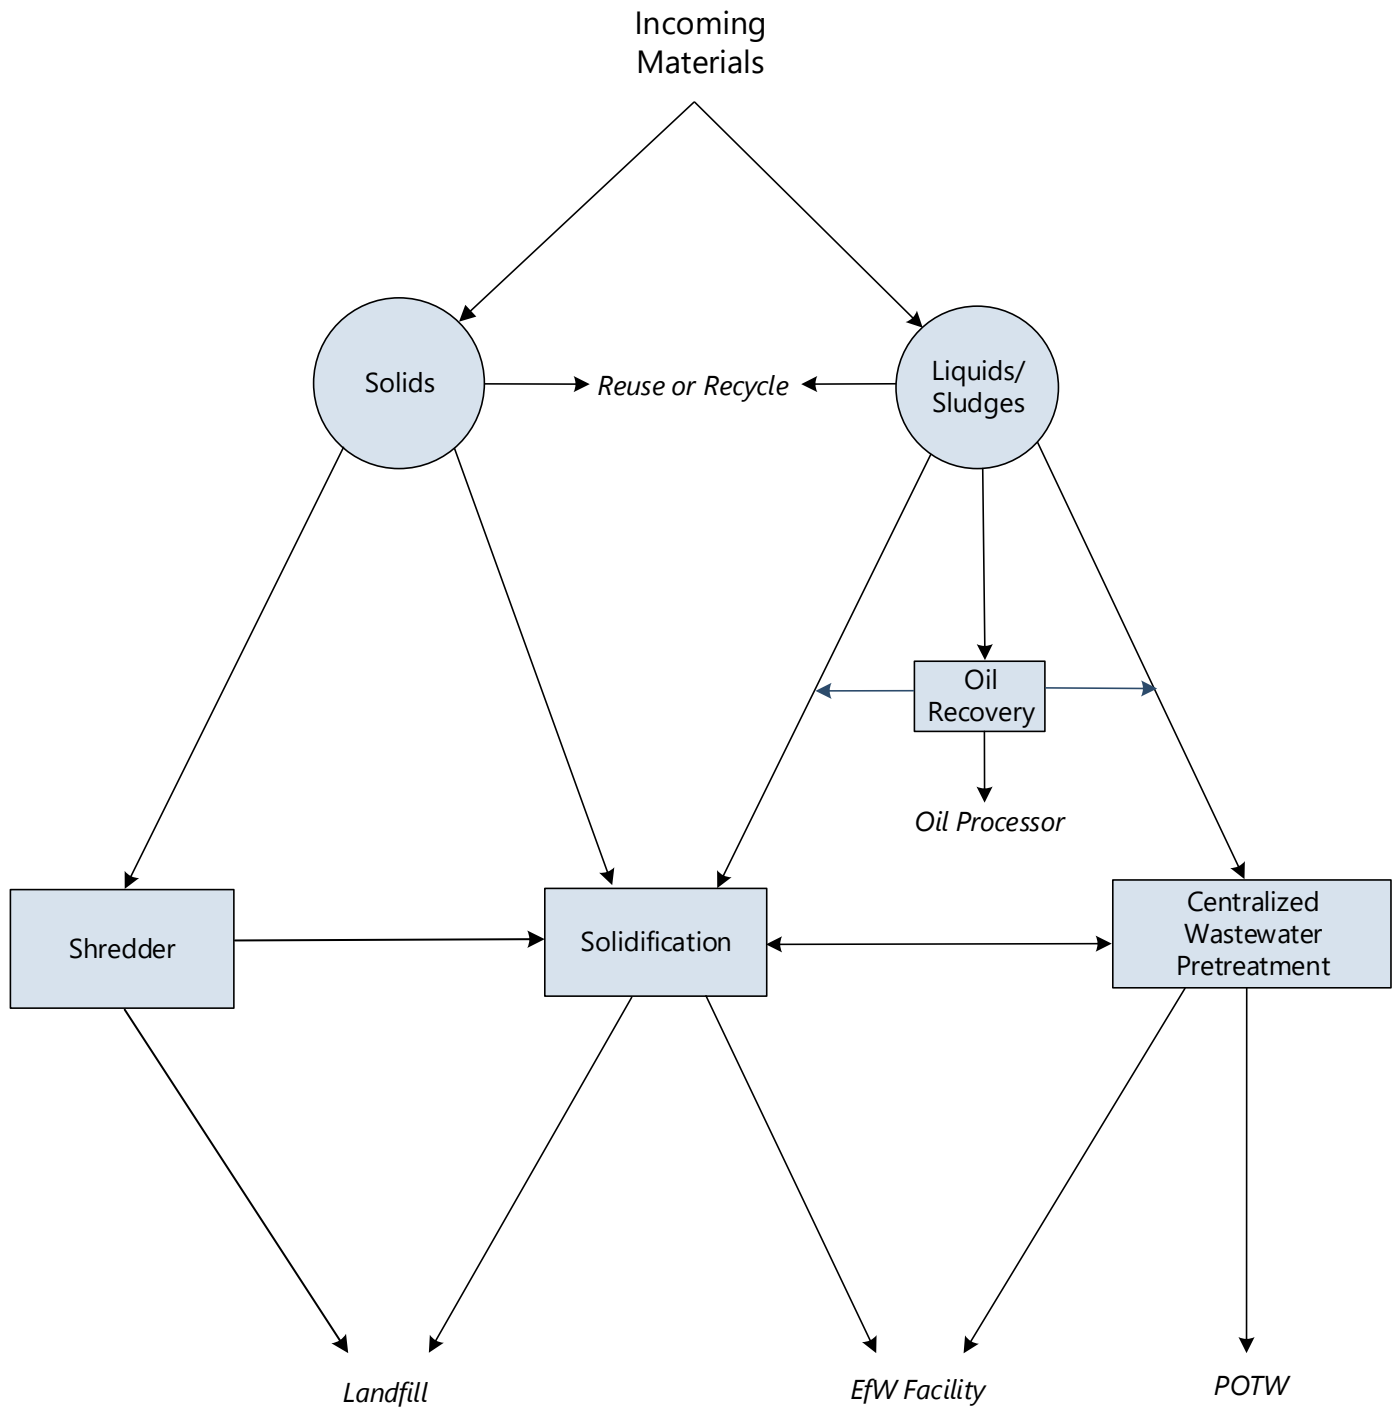 Incoming
Materials
Solids
Reuse or Recycle
Liquids/
Sludges
Oil
Recovery
Oil Processor
Shredder
Solidification
Centralized
Wastewater
Pretreatment
Landfill
EfW Facility
POTW